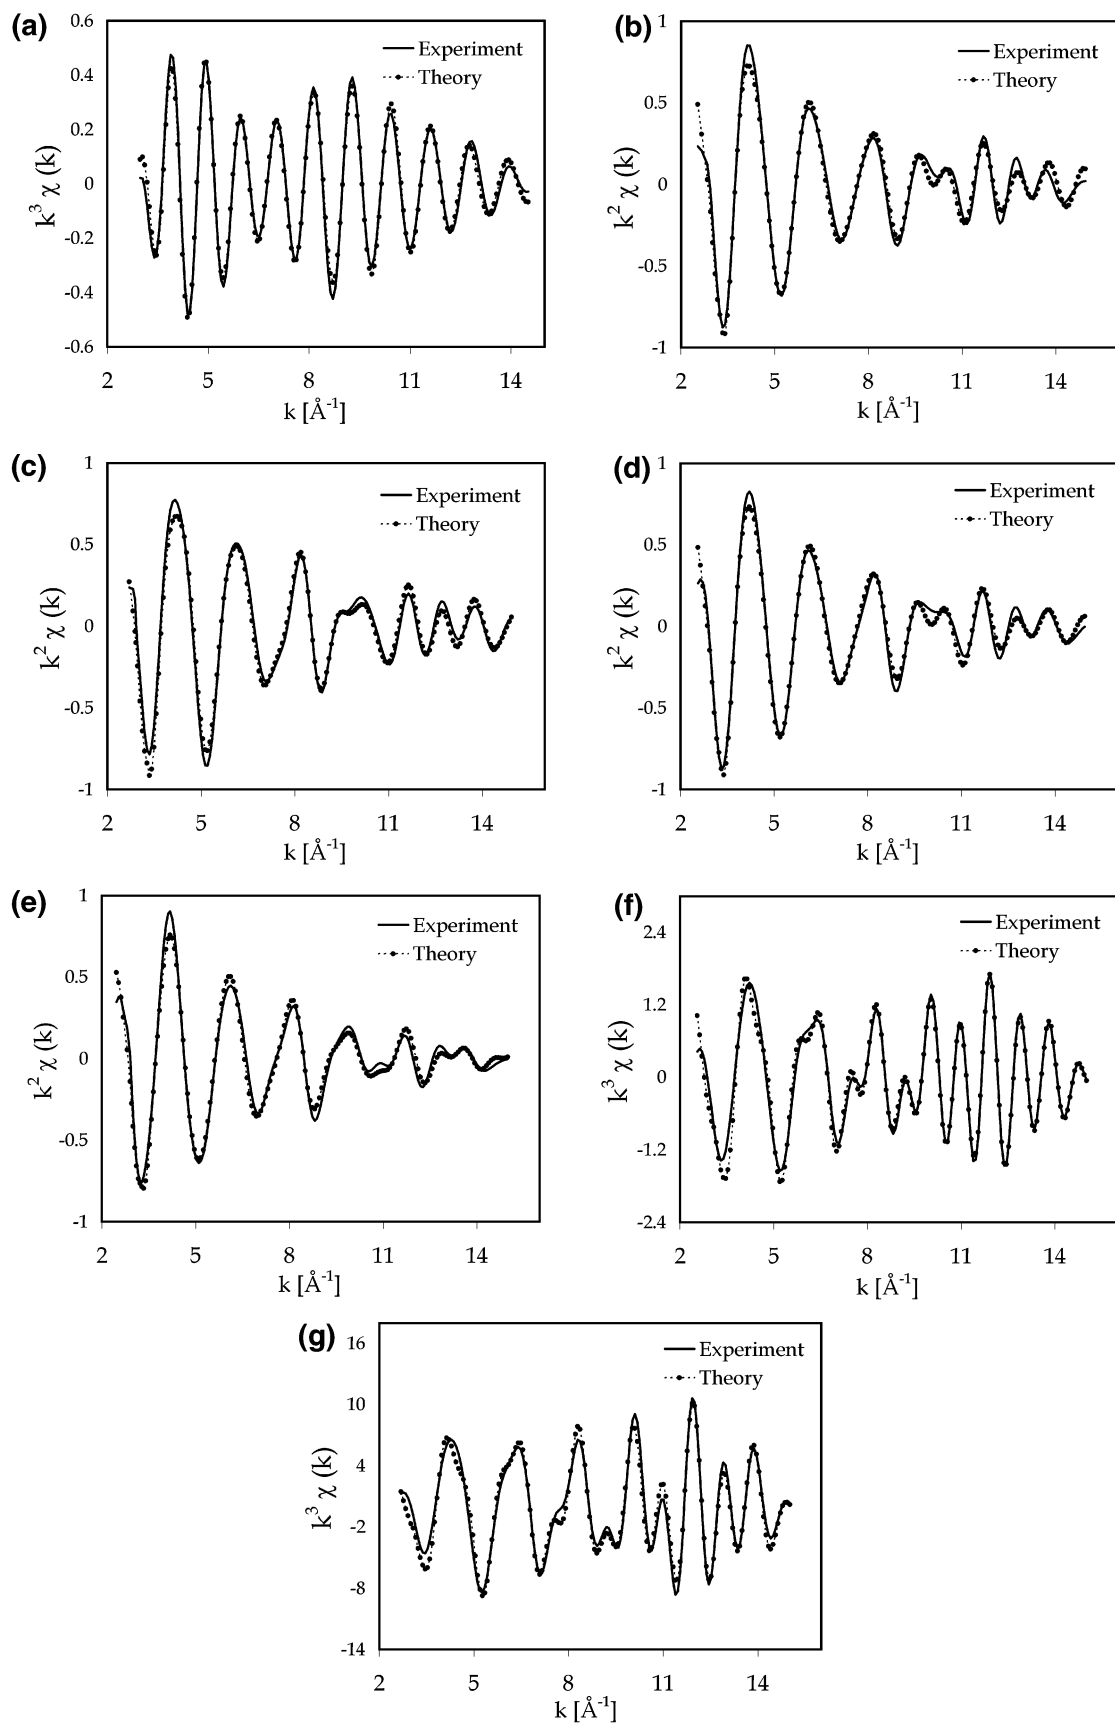 (a)
0.6
0.4
0.2
0
-0.2
-0.4
-0.6
k³ χ (k)
Experiment
Theory
2 5 8 11 14
k [Å⁻¹]
(b)
1
0.5
0
-0.5
-1
k² χ (k)
Experiment
Theory
2 5 8 11 14
k [Å⁻¹]
(c)
1
0.5
0
-0.5
-1
k² χ (k)
Experiment
Theory
2 5 8 11 14
k [Å⁻¹]
(d)
1
0.5
0
-0.5
-1
k² χ (k)
Experiment
Theory
2 5 8 11 14
k [Å⁻¹]
(e)
1
0.5
0
-0.5
-1
k² χ (k)
Experiment
Theory
2 5 8 11 14
k [Å⁻¹]
(f)
2.4
1.2
0
-1.2
-2.4
k³ χ (k)
Experiment
Theory
2 5 8 11 14
k [Å⁻¹]
(g)
16
10
4
-2
-8
-14
k³ χ (k)
Experiment
Theory
2 5 8 11 14
k [Å⁻¹]